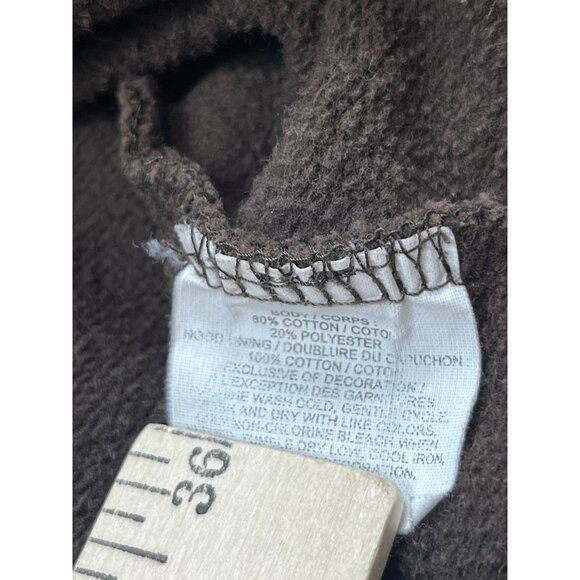 BODY / CORPS :
80% COTTON / COTO
20% POLYESTER
HOOD LINING / DOUBLURE DU CAPUCHON :
100% COTTON / COTON
EXCLUSIVE OF DECORATION /
L'EXCEPTION DES GARNITURES
WASH COLD, GENTLE CYCLE,
AND DRY WITH LIKE COLORS,
NON-CHLORINE BLEACH WHEN
DRY LOW, COOL IRON,
36